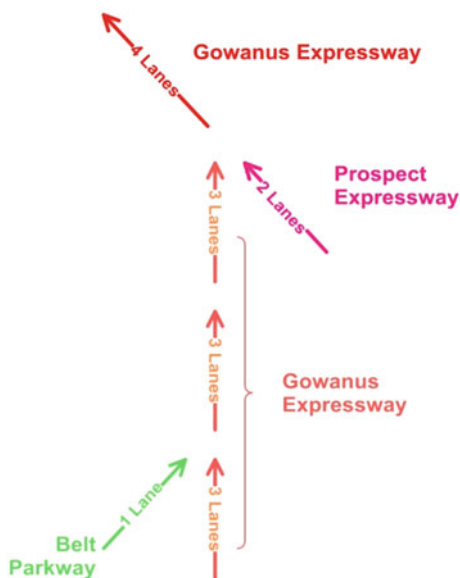 4 Lanes
Gowanus Expressway
3 Lanes
2 Lanes
Prospect
Expressway
3 Lanes
Gowanus
Expressway
1 Lane
3 Lanes
Belt
Parkway